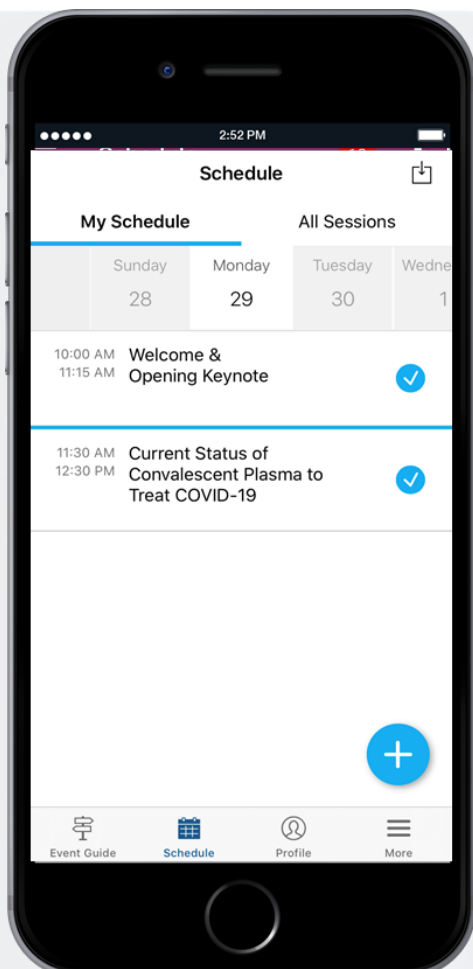 2:52 PM
Schedule
My Schedule All Sessions
Sunday Monday Tuesday Wedne
28 29 30 1
10:00 AM Welcome &
11:15 AM Opening Keynote
11:30 AM Current Status of
12:30 PM Convalescent Plasma to
Treat COVID-19
Event Guide Schedule Profile More